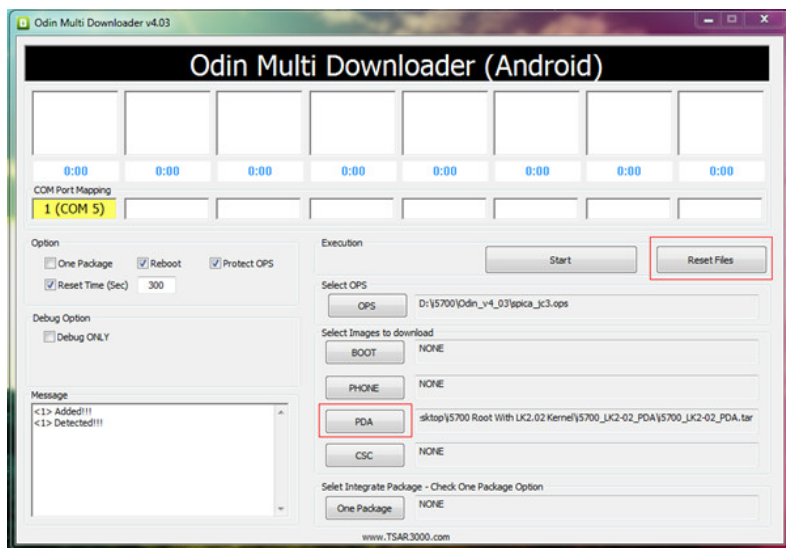 Odin Multi Downloader v4.03
Odin Multi Downloader (Android)
0:00 0:00 0:00 0:00 0:00 0:00 0:00 0:00
COM Port Mapping
1 (COM 5)
Option
One Package Reboot Protect OPS
Reset Time (Sec) 300
Debug Option
Debug ONLY
Message
<1> Added!!!
<1> Detected!!!
Execution
Start Reset Files
Select OPS
OPS D:\i5700\Odin_v4_03\spica_jc3.ops
Select Images to download
BOOT NONE
PHONE NONE
PDA sktop\i5700 Root With LK2.02 Kernel\i5700_LK2-02_PDA\i5700_LK2-02_PDA.tar
CSC NONE
Selet Integrate Package - Check One Package Option
One Package NONE
www.TSAR3000.com